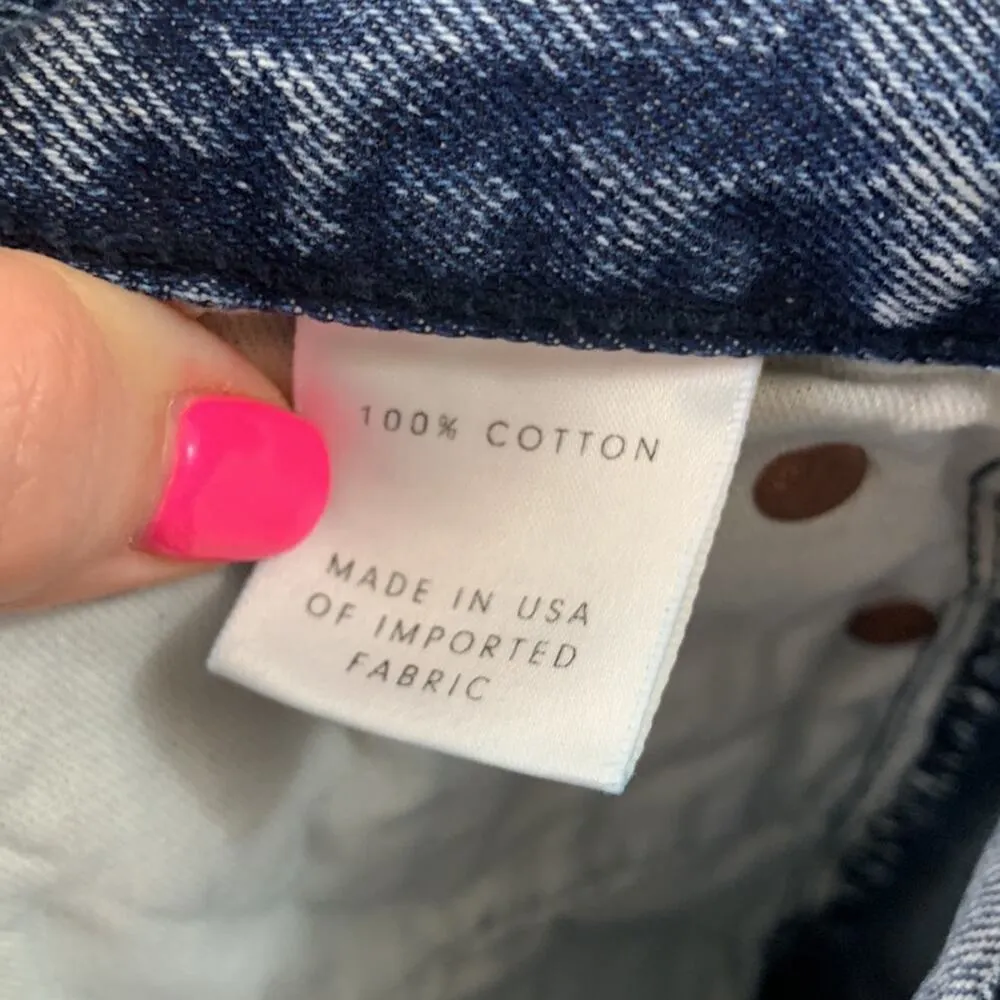 100% COTTON
MADE IN USA
OF IMPORTED
FABRIC